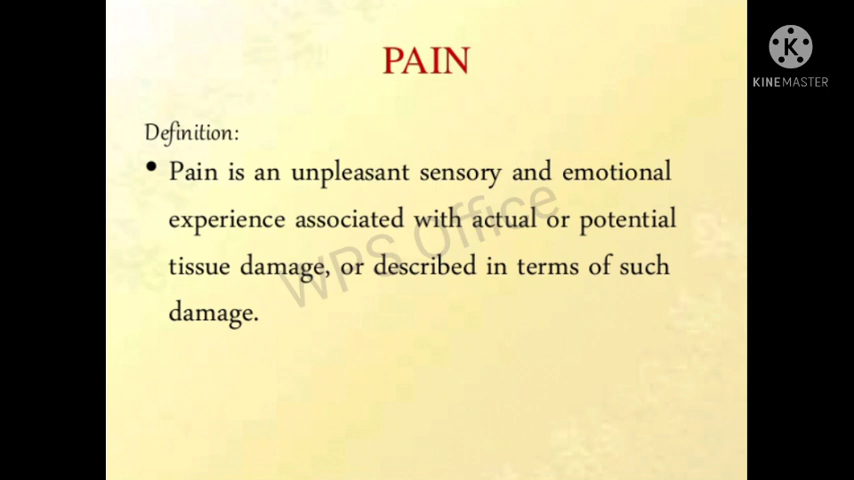 PAIN
K
KINEMASTER
Definition:
• Pain is an unpleasant sensory and emotional
experience associated with actual or potential
tissue damage, or described in terms of such
damage.
WPS Office